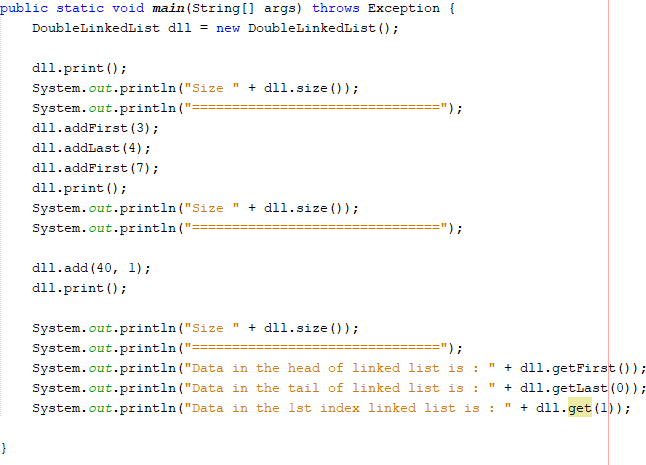 public static void main(String[] args) throws Exception {
DoubleLinkedList dll = new DoubleLinkedList();
dll.print();
System.out.println("Size " + dll.size());
System.out.println("===============================");
dll.addFirst(3);
dll.addLast(4);
dll.addFirst(7);
dll.print();
System.out.println("Size " + dll.size());
System.out.println("===============================");
dll.add(40, 1);
dll.print();
System.out.println("Size " + dll.size());
System.out.println("===============================");
System.out.println("Data in the head of linked list is : " + dll.getFirst());
System.out.println("Data in the tail of linked list is : " + dll.getLast(0));
System.out.println("Data in the 1st index linked list is : " + dll.get(1));
}